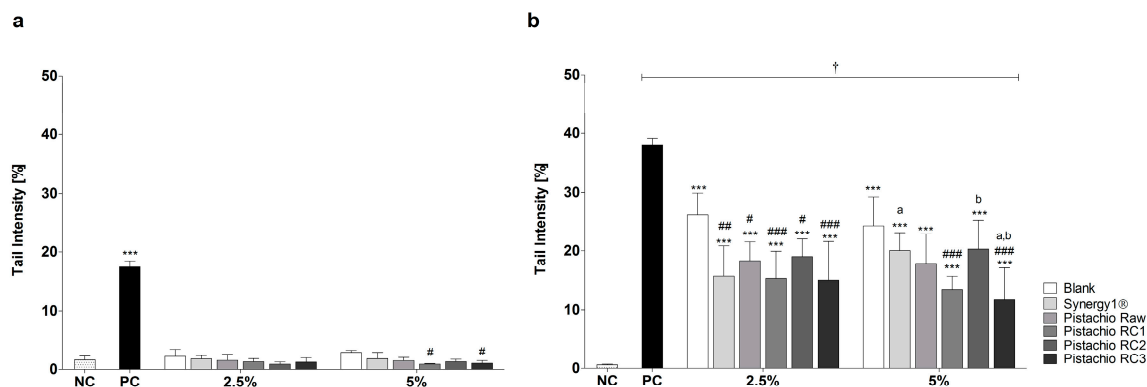 a
50
40
30
20
10
0
Tail Intensity [%]
***
# #
NC PC 2.5% 5%
b
†
50
40
30
20
10
0
Tail Intensity [%]
*** ## *** # *** ### *** # *** ### ***
*** a *** *** ### *** b *** a,b ### ***
NC PC 2.5% 5%
Blank
Synergy1®
Pistachio Raw
Pistachio RC1
Pistachio RC2
Pistachio RC3